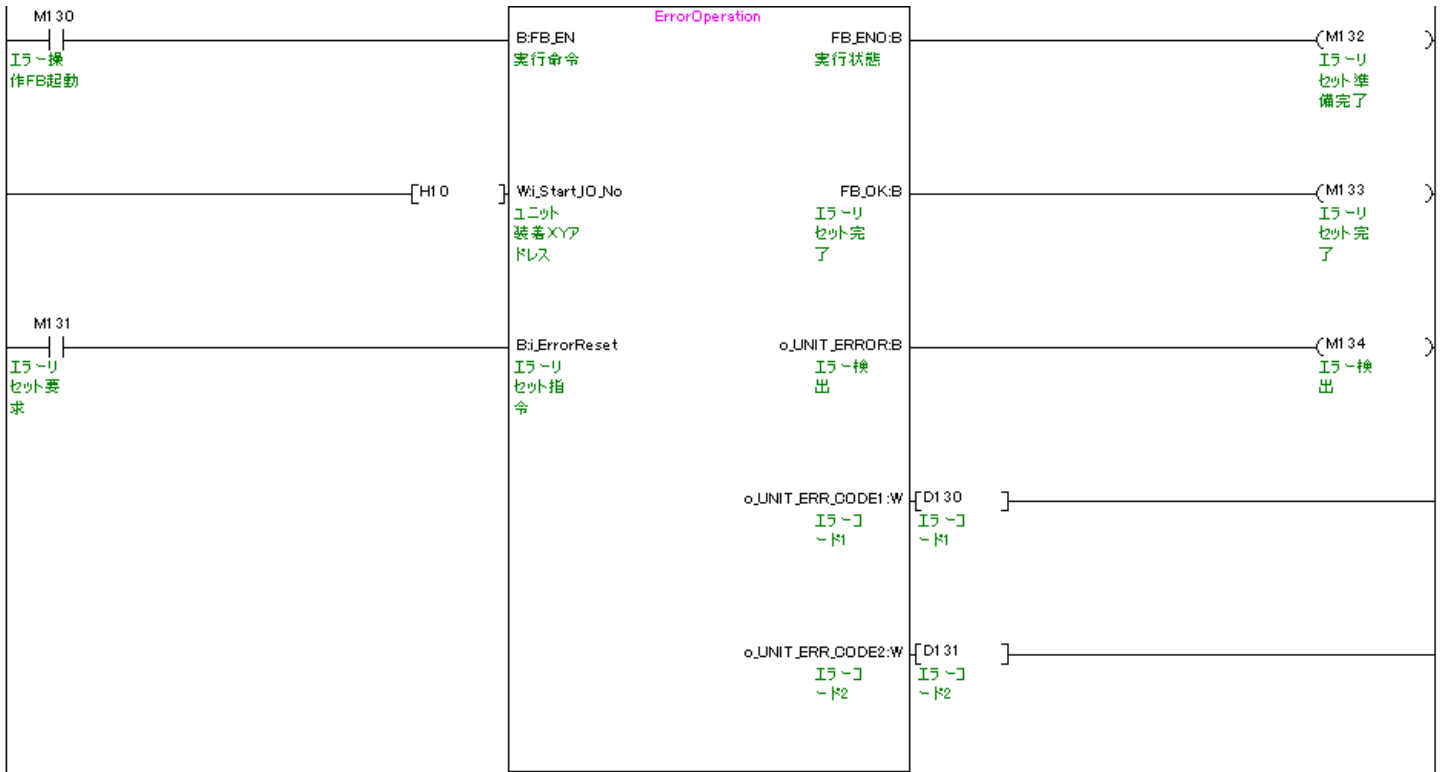 ErrorOperation
M130
B:FB_EN
FB_ENO:B
M132
エラー操
作FB起動
実行命令
実行状態
エラーリ
セット準
備完了
H10
W:i_Start_IO_No
FB_OK:B
M133
ユニット
装着XYア
ドレス
エラーリ
セット完
了
エラーリ
セット完
了
M131
B:i_ErrorReset
o_UNIT_ERROR:B
M134
エラーリ
セット要
求
エラーリ
セット指
令
エラー検
出
エラー検
出
o_UNIT_ERR_CODE1:W
D130
エラーコ
ード1
エラーコ
ード1
o_UNIT_ERR_CODE2:W
D131
エラーコ
ード2
エラーコ
ード2